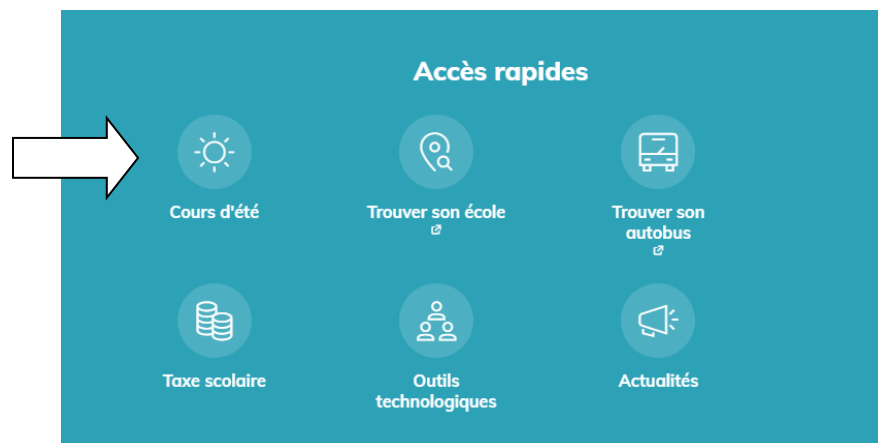 Accès rapides
Cours d'été
Trouver son école
Trouver son
autobus
Taxe scolaire
Outils
technologiques
Actualités